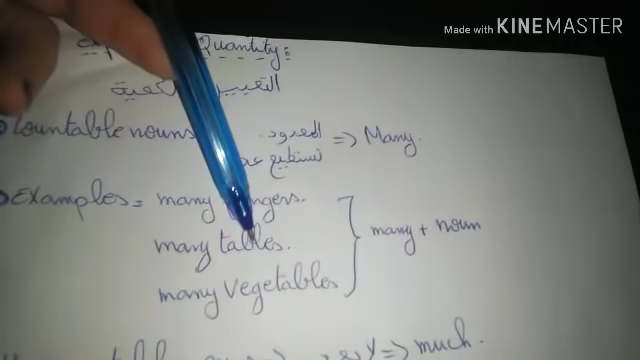 Made with KINEMASTER
Quantity:
التعبير الكمية
Countable nouns المعدود => Many.
نستطيع
Examples = many
many tables.
many vegetables
many + noun
=> much.